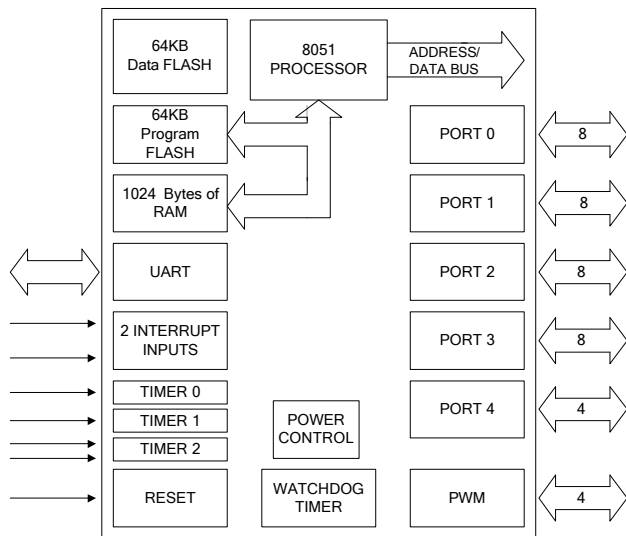 64KB
Data FLASH
8051
PROCESSOR
ADDRESS/
DATA BUS
64KB
Program
FLASH
PORT 0
8
1024 Bytes of
RAM
PORT 1
8
UART
PORT 2
8
2 INTERRUPT
INPUTS
PORT 3
8
TIMER 0
TIMER 1
TIMER 2
POWER
CONTROL
PORT 4
4
RESET
WATCHDOG
TIMER
PWM
4